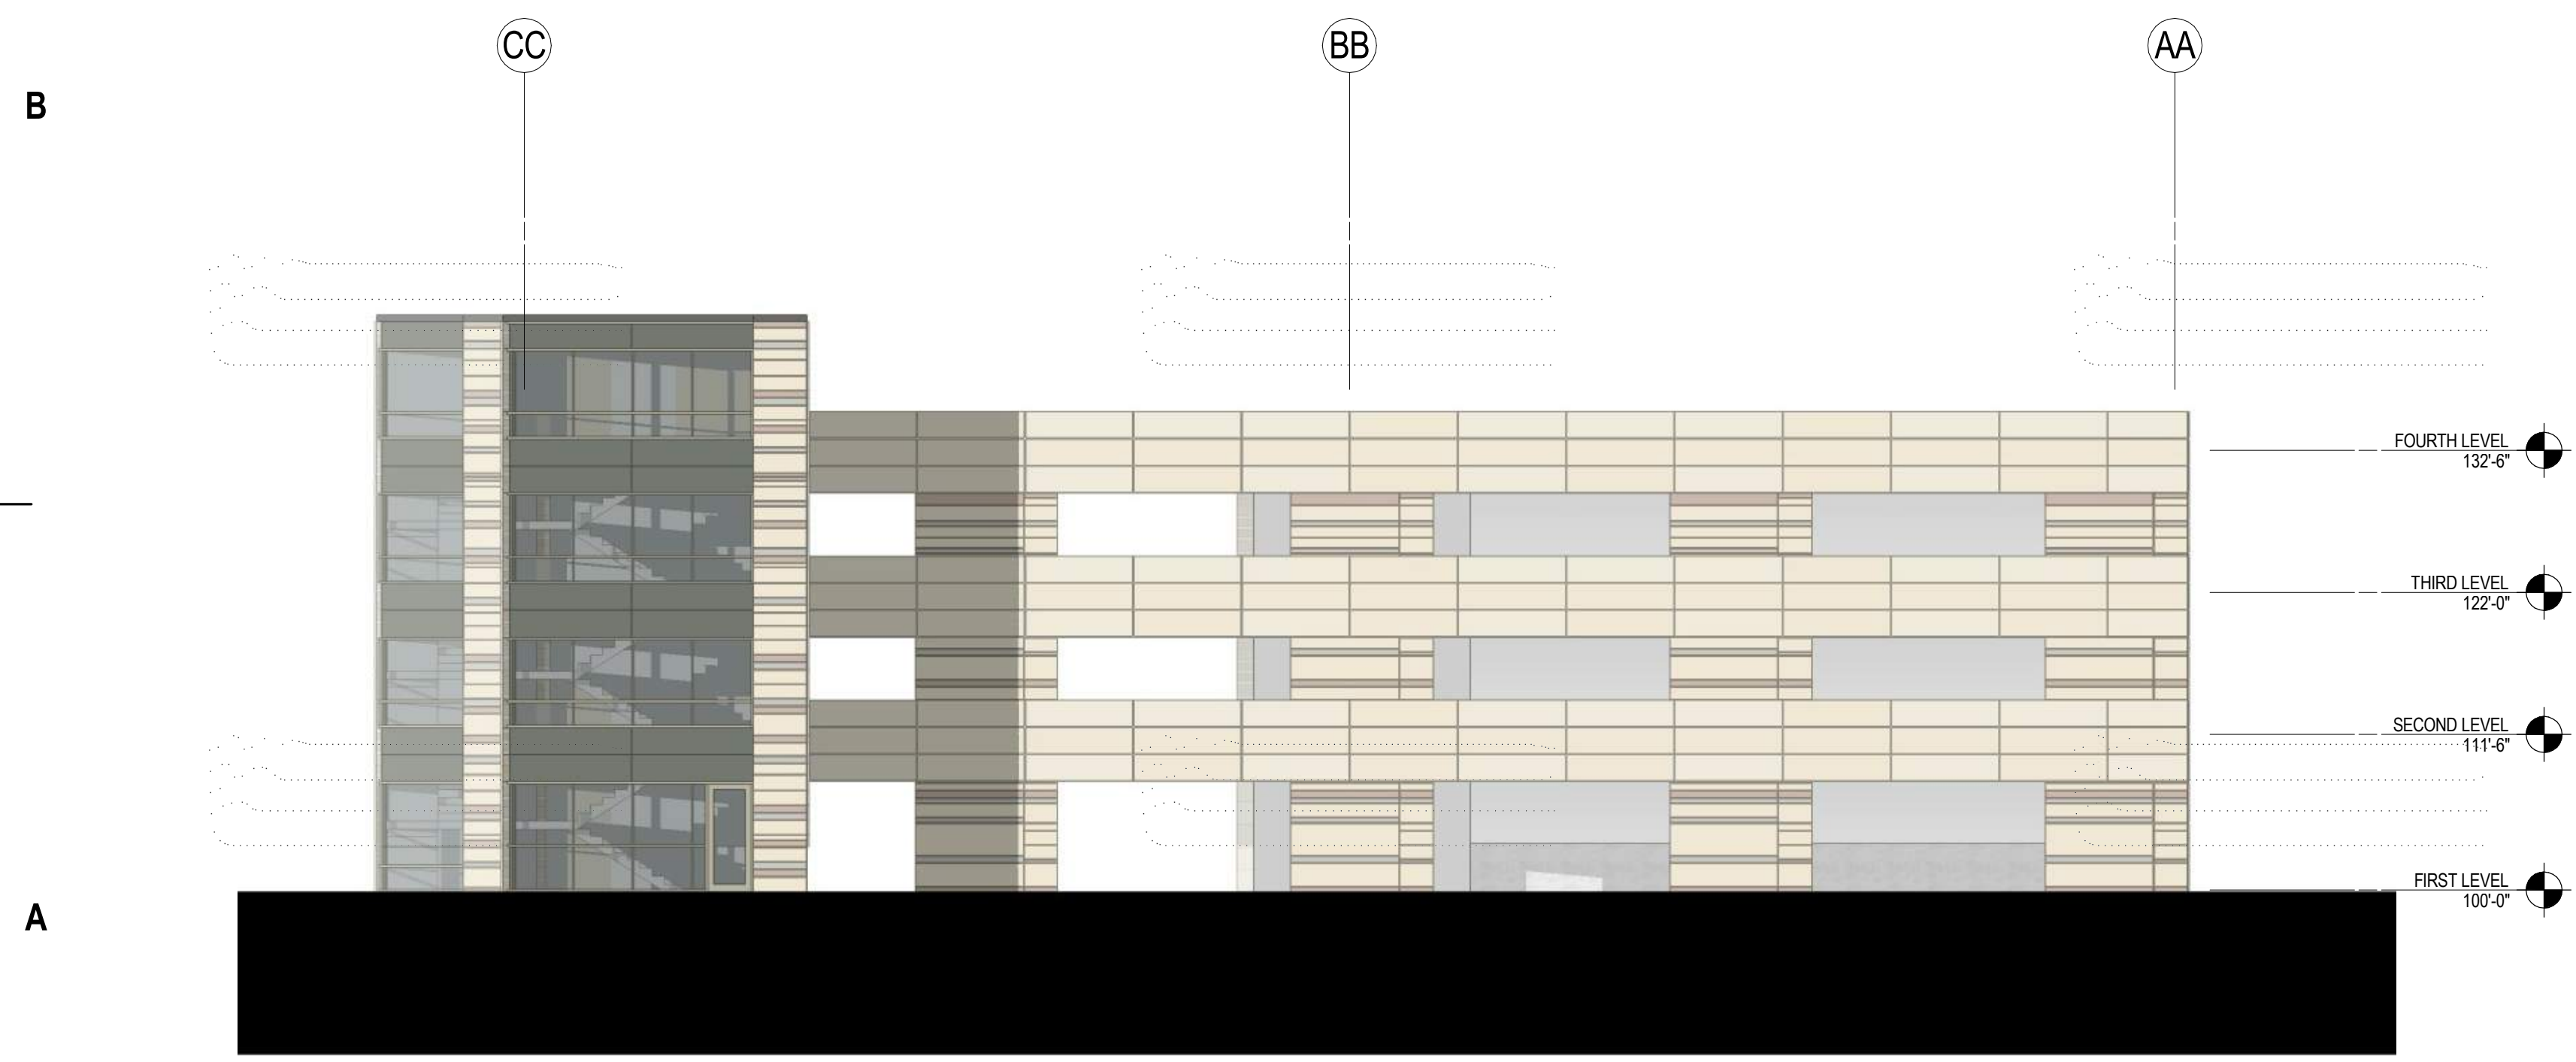 CC
BB
AA
B
FOURTH LEVEL
132'-6"
THIRD LEVEL
122'-0"
SECOND LEVEL
111'-6"
FIRST LEVEL
100'-0"
A